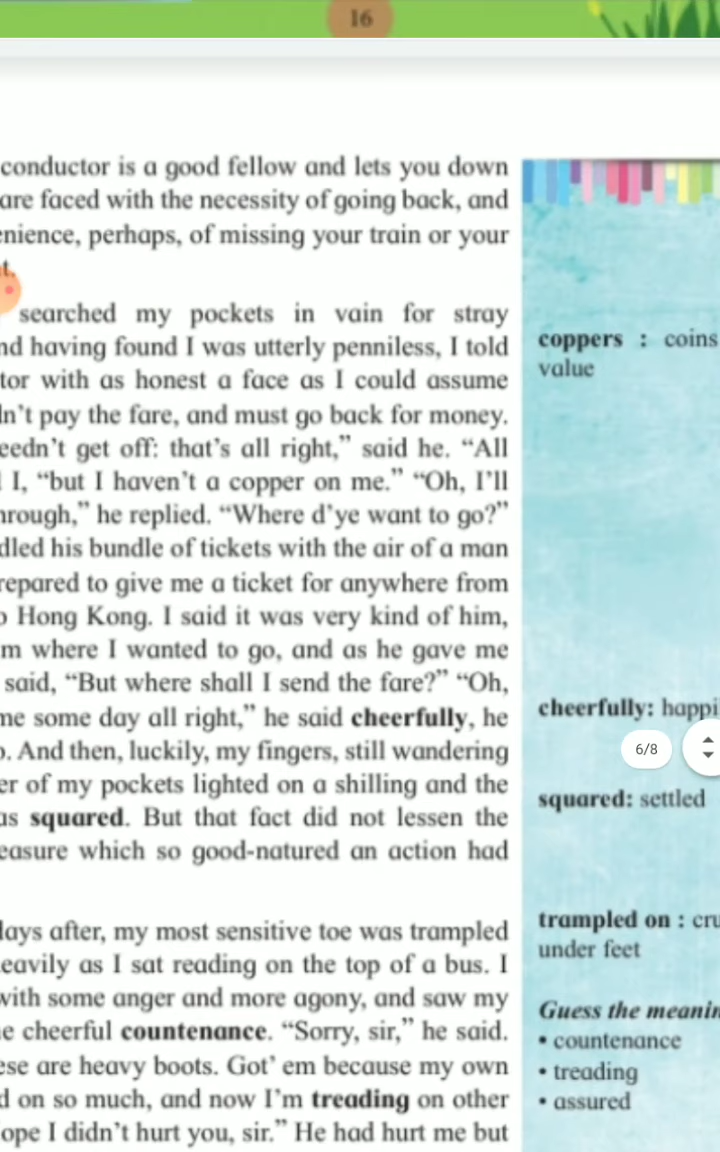 16
conductor is a good fellow and lets you down
are faced with the necessity of going back, and
enience, perhaps, of missing your train or your
t.
searched my pockets in vain for stray
nd having found I was utterly penniless, I told
tor with as honest a face as I could assume
ln't pay the fare, and must go back for money.
eedn't get off: that's all right,” said he. “All
I, “but I haven't a copper on me.” “Oh, I'll
hrough,” he replied. “Where d'ye want to go?”
dled his bundle of tickets with the air of a man
repared to give me a ticket for anywhere from
o Hong Kong. I said it was very kind of him,
m where I wanted to go, and as he gave me
said, “But where shall I send the fare?” “Oh,
me some day all right,” he said cheerfully, he
o. And then, luckily, my fingers, still wandering
er of my pockets lighted on a shilling and the
as squared. But that fact did not lessen the
easure which so good-natured an action had
lays after, my most sensitive toe was trampled
eavily as I sat reading on the top of a bus. I
with some anger and more agony, and saw my
e cheerful countenance. “Sorry, sir,” he said.
ese are heavy boots. Got' em because my own
d on so much, and now I'm treading on other
ope I didn't hurt you, sir.” He had hurt me but
coppers : coins
value
cheerfully: happi
6/8
squared: settled
trampled on : cru
under feet
Guess the meanin
• countenance
• treading
• assured